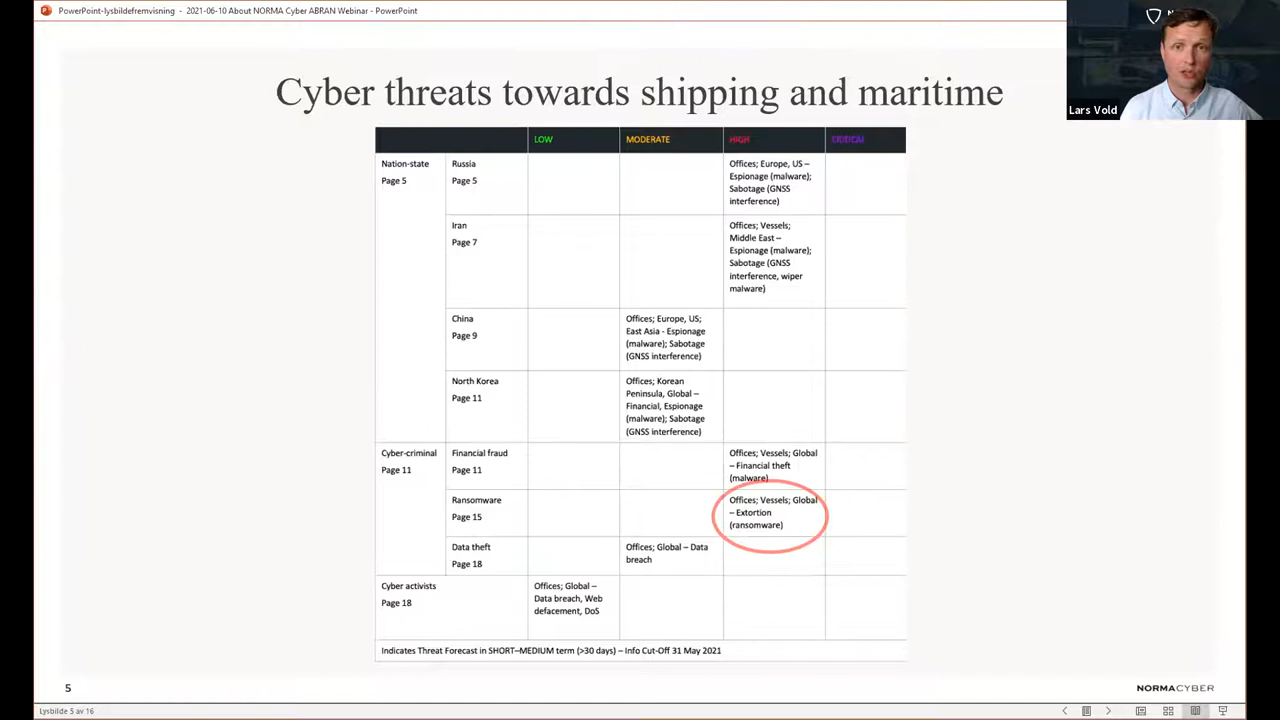 PowerPoint-lysbildefremvisning - 2021-06-10 About NORMA Cyber ABRAN Webinar - PowerPoint
Lars Vold
Cyber threats towards shipping and maritime
LOW MODERATE HIGH CRITICAL
Nation-state
Page 5
Russia
Page 5
Offices; Europe, US –
Espionage (malware);
Sabotage (GNSS
interference)
Iran
Page 7
Offices; Vessels;
Middle East –
Espionage (malware);
Sabotage (GNSS
interference, wiper
malware)
China
Page 9
Offices; Europe, US;
East Asia - Espionage
(malware); Sabotage
(GNSS interference)
North Korea
Page 11
Offices; Korean
Peninsula, Global –
Financial, Espionage
(malware); Sabotage
(GNSS interference)
Cyber-criminal
Page 11
Financial fraud
Page 11
Offices; Vessels; Global
– Financial theft
(malware)
Ransomware
Page 15
Offices; Vessels; Global
– Extortion
(ransomware)
Data theft
Page 18
Offices; Global – Data
breach
Cyber activists
Page 18
Offices; Global –
Data breach, Web
defacement, DoS
Indicates Threat Forecast in SHORT–MEDIUM term (>30 days) – Info Cut-Off 31 May 2021
5
NORMACYBER
Lysbilde 5 av 16